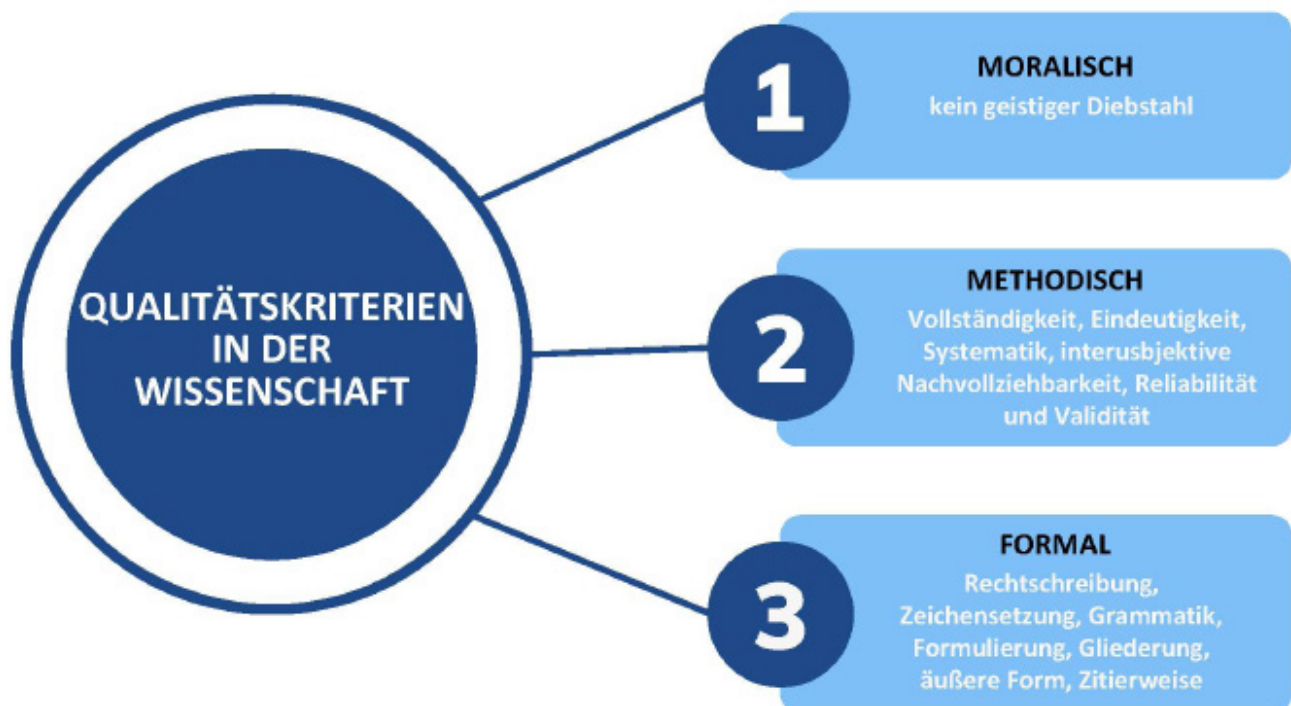 QUALITÄTSKRITERIEN
IN DER
WISSENSCHAFT
1
MORALISCH
kein geistiger Diebstahl
2
METHODISCH
Vollständigkeit, Eindeutigkeit,
Systematik, interusbjektive
Nachvollziehbarkeit, Reliabilität
und Validität
3
FORMAL
Rechtschreibung,
Zeichensetzung, Grammatik,
Formulierung, Gliederung,
äußere Form, Zitierweise